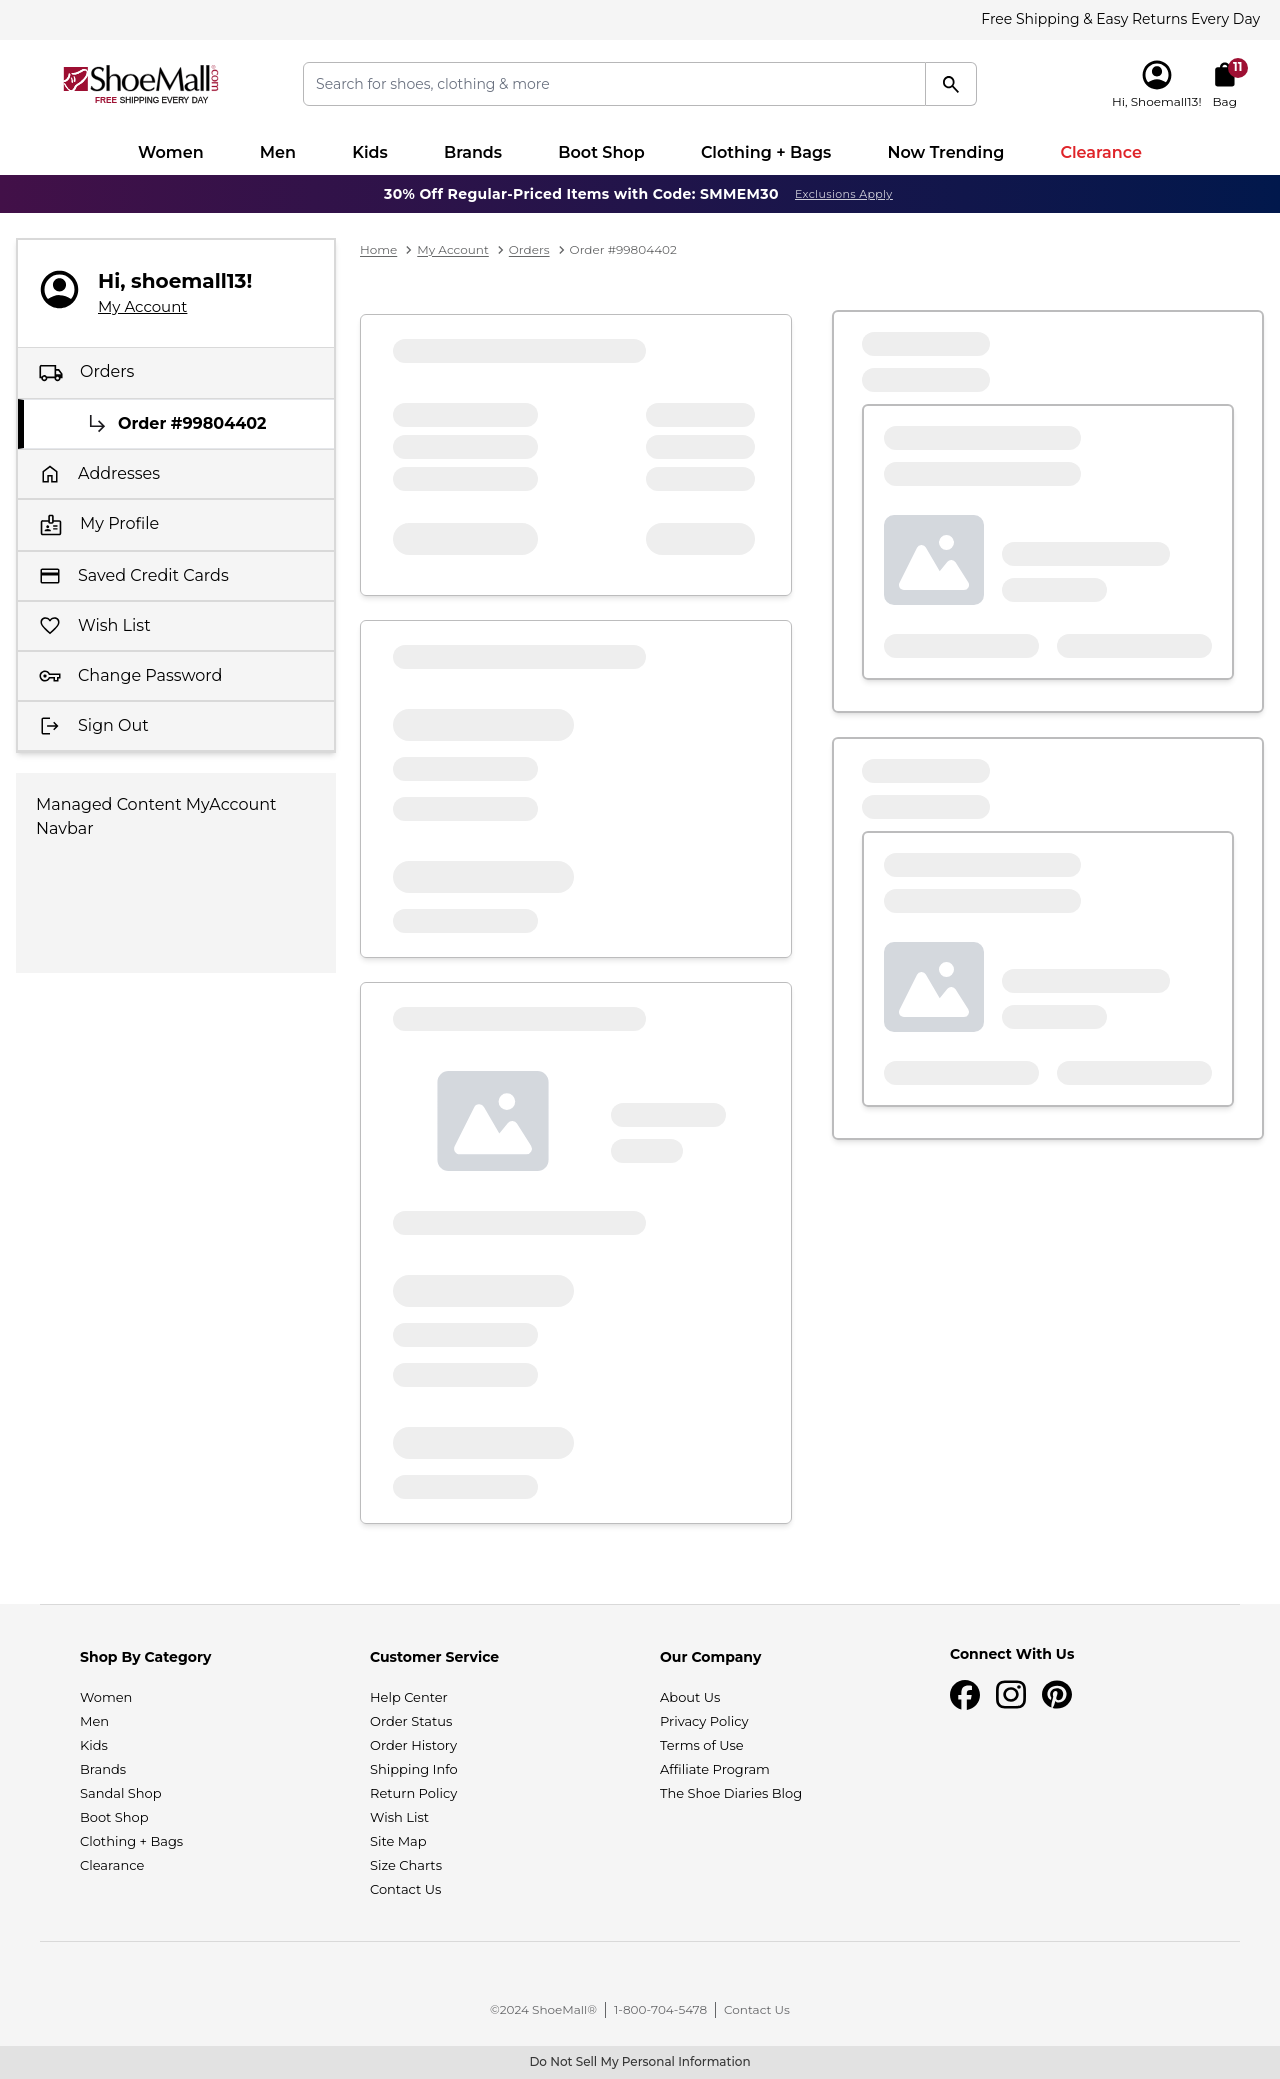 Free Shipping & Easy Returns Every Day
ShoeMall.com
FREE SHIPPING EVERY DAY
Search for shoes, clothing & more
Hi, Shoemall13!
11
Bag
Women
Men
Kids
Brands
Boot Shop
Clothing + Bags
Now Trending
Clearance
30% Off Regular-Priced Items with Code: SMMEM30 Exclusions Apply
Home > My Account > Orders > Order #99804402
Hi, shoemall13!
My Account
Orders
Order #99804402
Addresses
My Profile
Saved Credit Cards
Wish List
Change Password
Sign Out
Managed Content MyAccount
Navbar
Shop By Category
Women
Men
Kids
Brands
Sandal Shop
Boot Shop
Clothing + Bags
Clearance
Customer Service
Help Center
Order Status
Order History
Shipping Info
Return Policy
Wish List
Site Map
Size Charts
Contact Us
Our Company
About Us
Privacy Policy
Terms of Use
Affiliate Program
The Shoe Diaries Blog
Connect With Us
©2024 ShoeMall® | 1-800-704-5478 | Contact Us
Do Not Sell My Personal Information